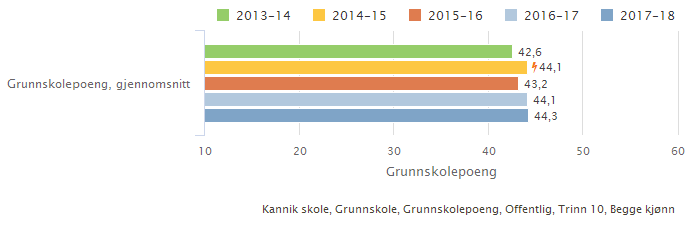 2013-14 2014-15 2015-16 2016-17 2017-18
42,6
Grunnskolepoeng, gjennomsnitt
44,1
43,2
44,1
44,3
10 20 30 40 50 60
Grunnskolepoeng
Kannik skole, Grunnskole, Grunnskolepoeng, Offentlig, Trinn 10, Begge kjønn